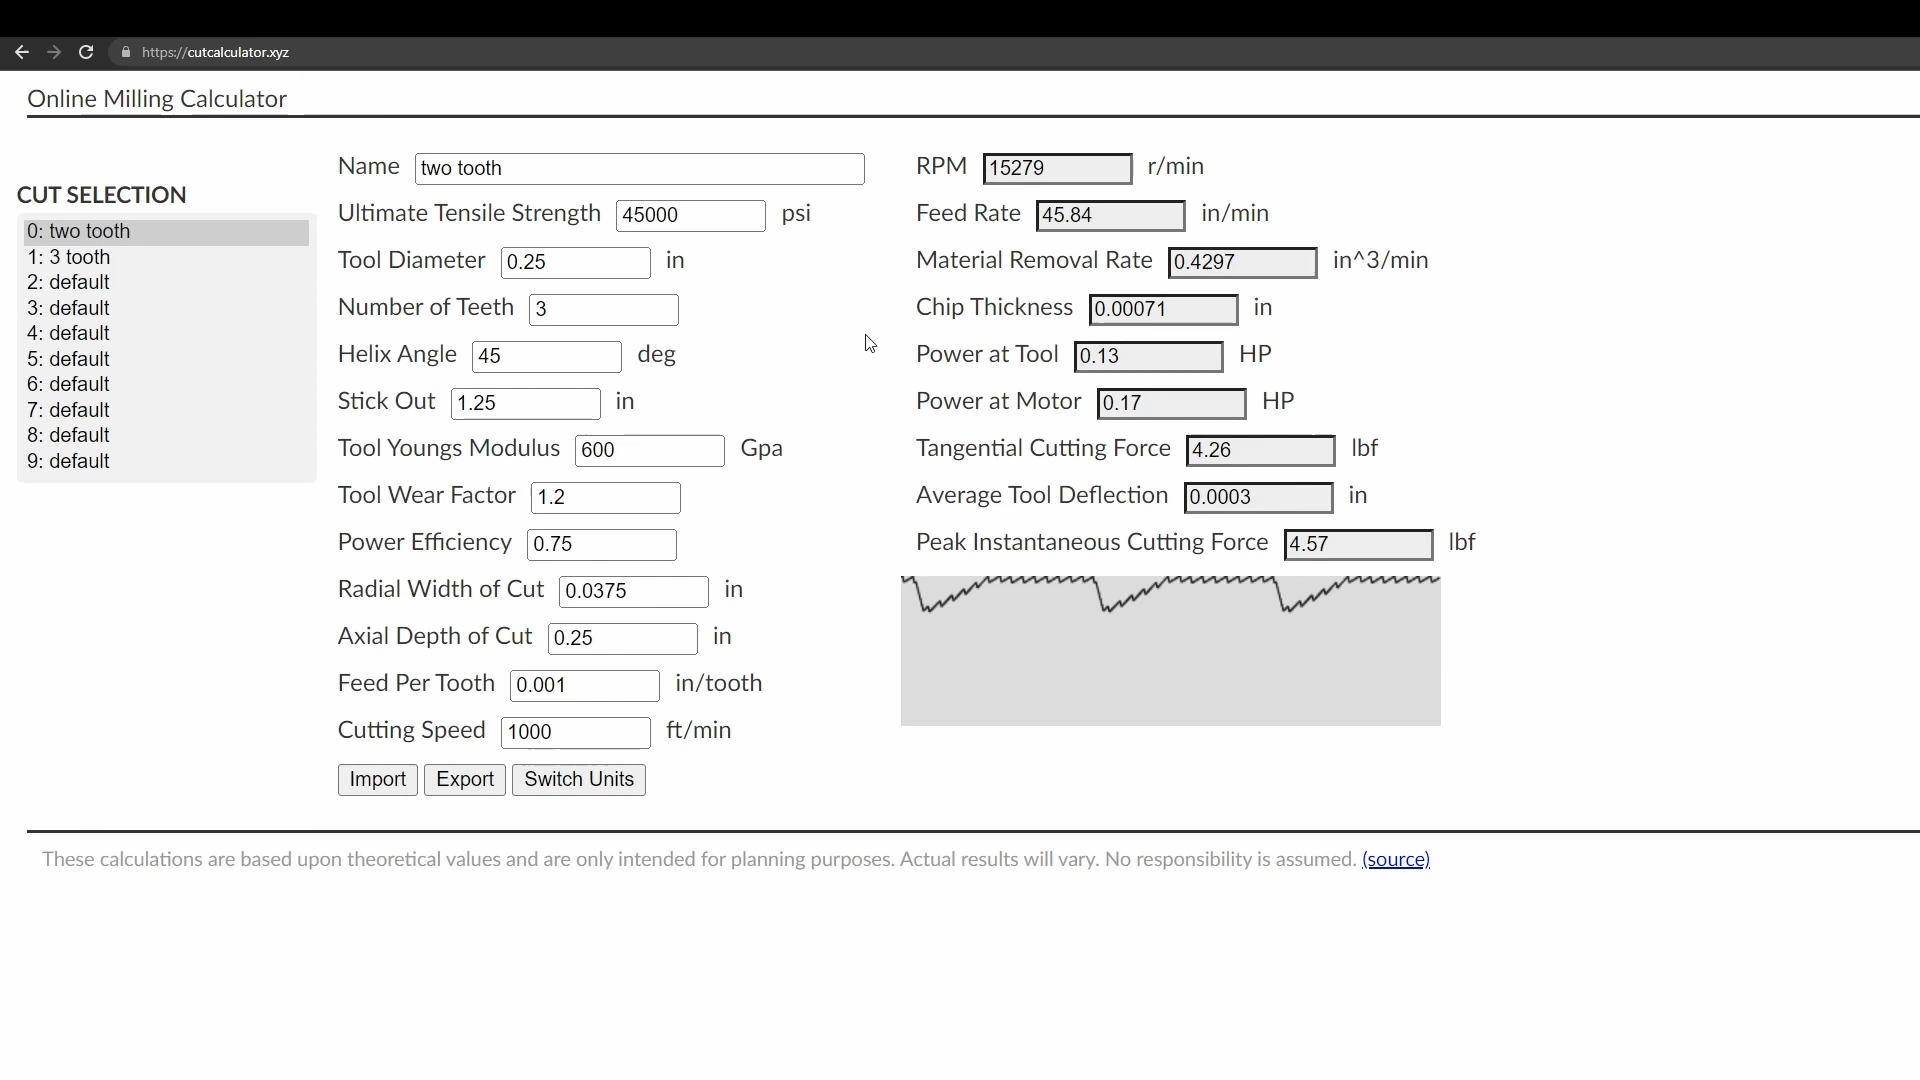 https://cutcalculator.xyz
Online Milling Calculator
CUT SELECTION
0: two tooth
1: 3 tooth
2: default
3: default
4: default
5: default
6: default
7: default
8: default
9: default
Name two tooth
Ultimate Tensile Strength 45000 psi
Tool Diameter 0.25 in
Number of Teeth 3
Helix Angle 45 deg
Stick Out 1.25 in
Tool Youngs Modulus 600 Gpa
Tool Wear Factor 1.2
Power Efficiency 0.75
Radial Width of Cut 0.0375 in
Axial Depth of Cut 0.25 in
Feed Per Tooth 0.001 in/tooth
Cutting Speed 1000 ft/min
Import Export Switch Units
RPM 15279 r/min
Feed Rate 45.84 in/min
Material Removal Rate 0.4297 in^3/min
Chip Thickness 0.00071 in
Power at Tool 0.13 HP
Power at Motor 0.17 HP
Tangential Cutting Force 4.26 lbf
Average Tool Deflection 0.0003 in
Peak Instantaneous Cutting Force 4.57 lbf
These calculations are based upon theoretical values and are only intended for planning purposes. Actual results will vary. No responsibility is assumed. (source)